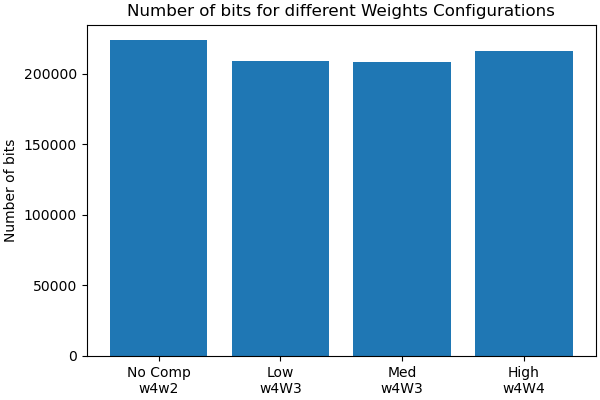 Number of bits for different Weights Configurations
Number of bits
200000
150000
100000
50000
0
No Comp
w4w2
Low
w4W3
Med
w4W3
High
w4W4